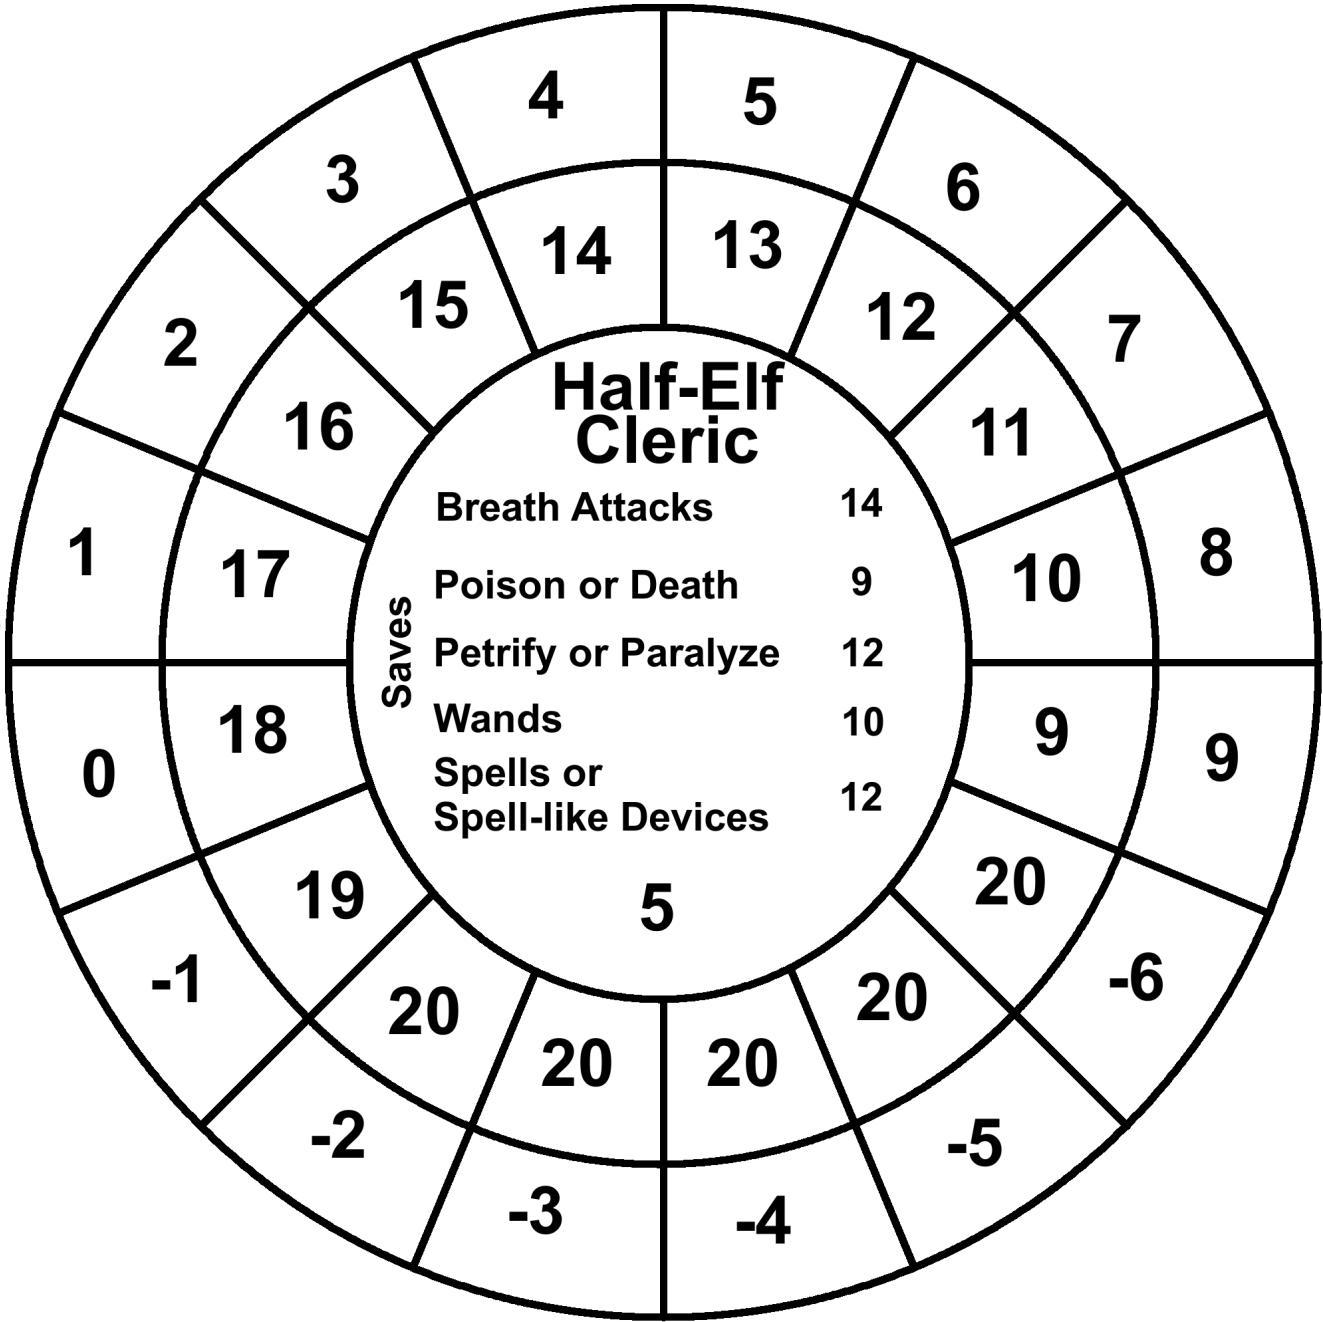 4 5
3 6
14 13
2 15 12 7
16 11
Half-Elf
Cleric
Breath Attacks 14
1 17 10 8
Saves
Poison or Death 9
Petrify or Paralyze 12
Wands 10
0 18 9 9
Spells or
Spell-like Devices 12
19 20
5
-1 -6
20 20
20 20
-2 -5
-3 -4